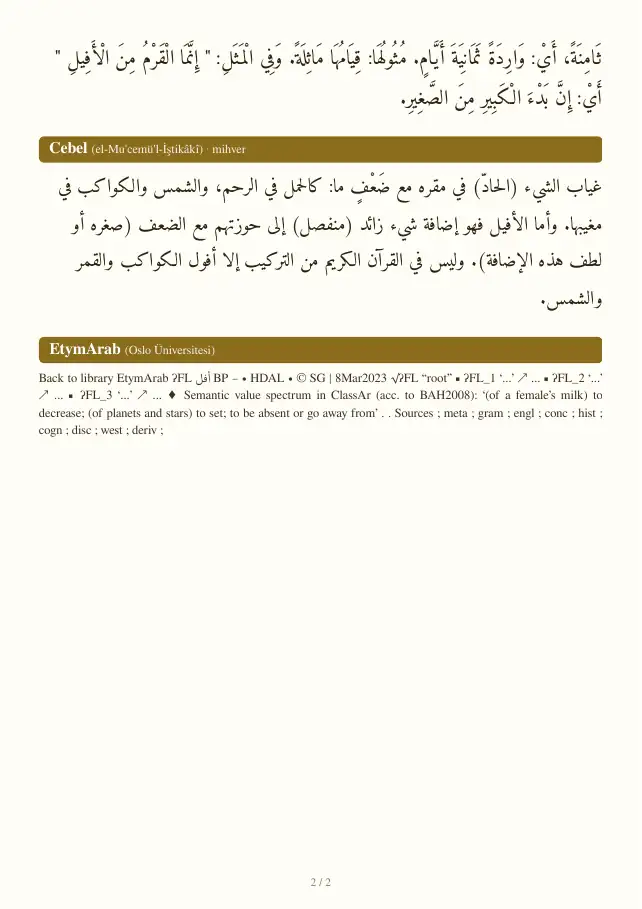 ثَامِنَةً، أَيْ: وَارِدَةً ثَمَانِيَةَ أَيَّامٍ. مُثُولُهَا: قِيَامُهَا مَاثِلَةً. وَفِي الْمَثَلِ: " إِنَّمَا الْقَرْمُ مِنَ الْأَفِيلِ "
أَيْ: إِنَّ بَدْءَ الْكَبِيرِ مِنَ الصَّغِيرِ.
Cebel (el-Mu'cemü'l-İştikâkî) · mihver
غياب الشيء (الحادّ) في مقره مع ضَعْفٍ ما: كالحمل في الرحم، والشمس والكواكب في
مغيبها. وأما الأفيل فهو إضافة شيء زائد (منفصل) إلى حوزتهم مع الضعف (صغره أو
لطف هذه الإضافة). وليس في القرآن الكريم من التركيب إلا أفول الكواكب والقمر
والشمس.
EtymArab (Oslo Üniversitesi)
Back to library EtymArab ʔFL أفل BP – • HDAL • © SG | 8Mar2023 √ʔFL “root” ▪ ʔFL_1 ‘...’ ↗ ... ▪ ʔFL_2 ‘...’
↗ ... ▪ ʔFL_3 ‘...’ ↗ ... ♦ Semantic value spectrum in ClassAr (acc. to BAH2008): ‘(of a female’s milk) to
decrease; (of planets and stars) to set; to be absent or go away from’ . . Sources ; meta ; gram ; engl ; conc ; hist ;
cogn ; disc ; west ; deriv ;
2 / 2